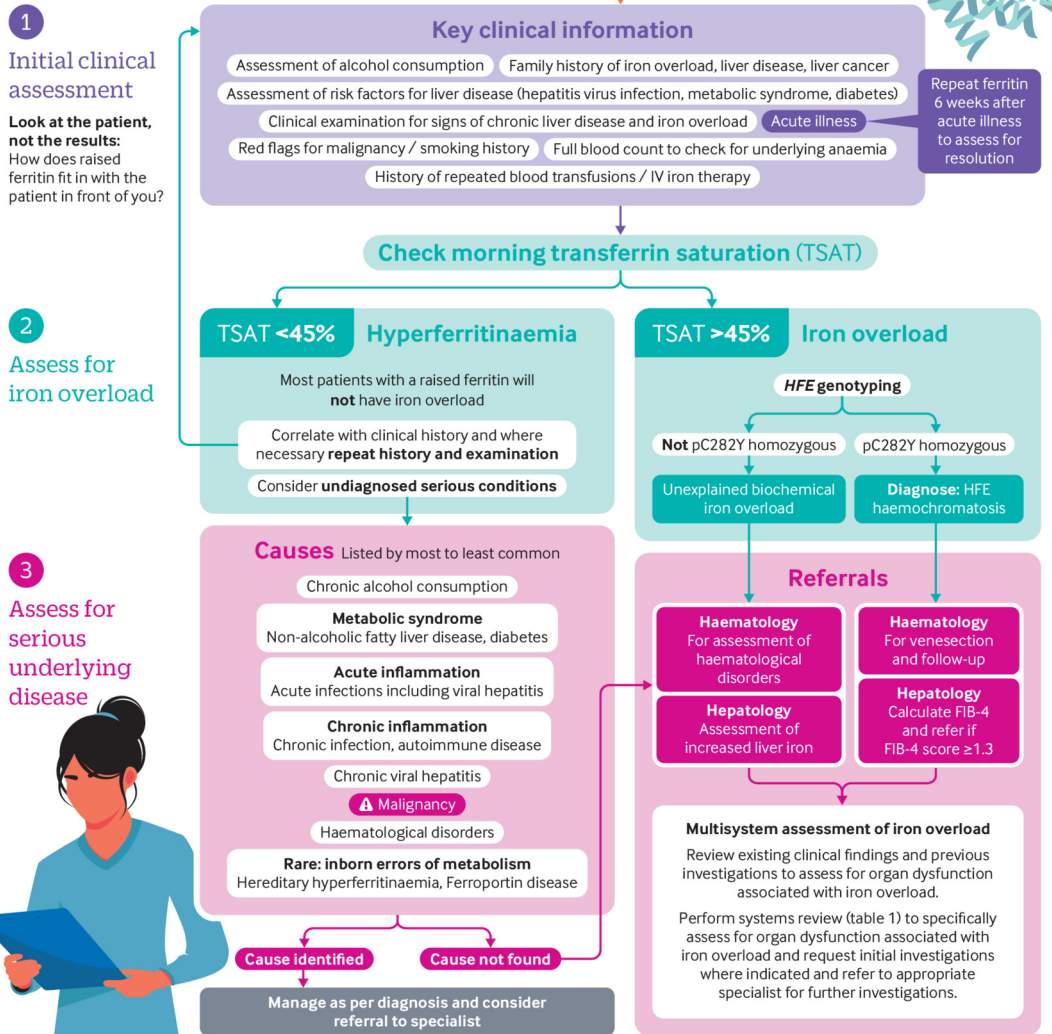 1
Initial clinical
assessment
Look at the patient,
not the results:
How does raised
ferritin fit in with the
patient in front of you?
Key clinical information
Assessment of alcohol consumption
Family history of iron overload, liver disease, liver cancer
Assessment of risk factors for liver disease (hepatitis virus infection, metabolic syndrome, diabetes)
Clinical examination for signs of chronic liver disease and iron overload
Acute illness
Red flags for malignancy / smoking history
Full blood count to check for underlying anaemia
History of repeated blood transfusions / IV iron therapy
Repeat ferritin
6 weeks after
acute illness
to assess for
resolution
Check morning transferrin saturation (TSAT)
2
Assess for
iron overload
TSAT <45%
Hyperferritinaemia
Most patients with a raised ferritin will
not have iron overload
Correlate with clinical history and where
necessary repeat history and examination
Consider undiagnosed serious conditions
TSAT >45%
Iron overload
HFE genotyping
Not pC282Y homozygous
pC282Y homozygous
Unexplained biochemical
iron overload
Diagnose: HFE
haemochromatosis
3
Assess for
serious
underlying
disease
Causes Listed by most to least common
Chronic alcohol consumption
Metabolic syndrome
Non-alcoholic fatty liver disease, diabetes
Acute inflammation
Acute infections including viral hepatitis
Chronic inflammation
Chronic infection, autoimmune disease
Chronic viral hepatitis
Malignancy
Haematological disorders
Rare: inborn errors of metabolism
Hereditary hyperferritinaemia, Ferroportin disease
Cause identified
Cause not found
Manage as per diagnosis and consider
referral to specialist
Referrals
Haematology
For assessment of
haematological
disorders
Hepatology
Assessment of
increased liver iron
Haematology
For venesection
and follow-up
Hepatology
Calculate FIB-4
and refer if
FIB-4 score ≥1.3
Multisystem assessment of iron overload
Review existing clinical findings and previous
investigations to assess for organ dysfunction
associated with iron overload.
Perform systems review (table 1) to specifically
assess for organ dysfunction associated with
iron overload and request initial investigations
where indicated and refer to appropriate
specialist for further investigations.